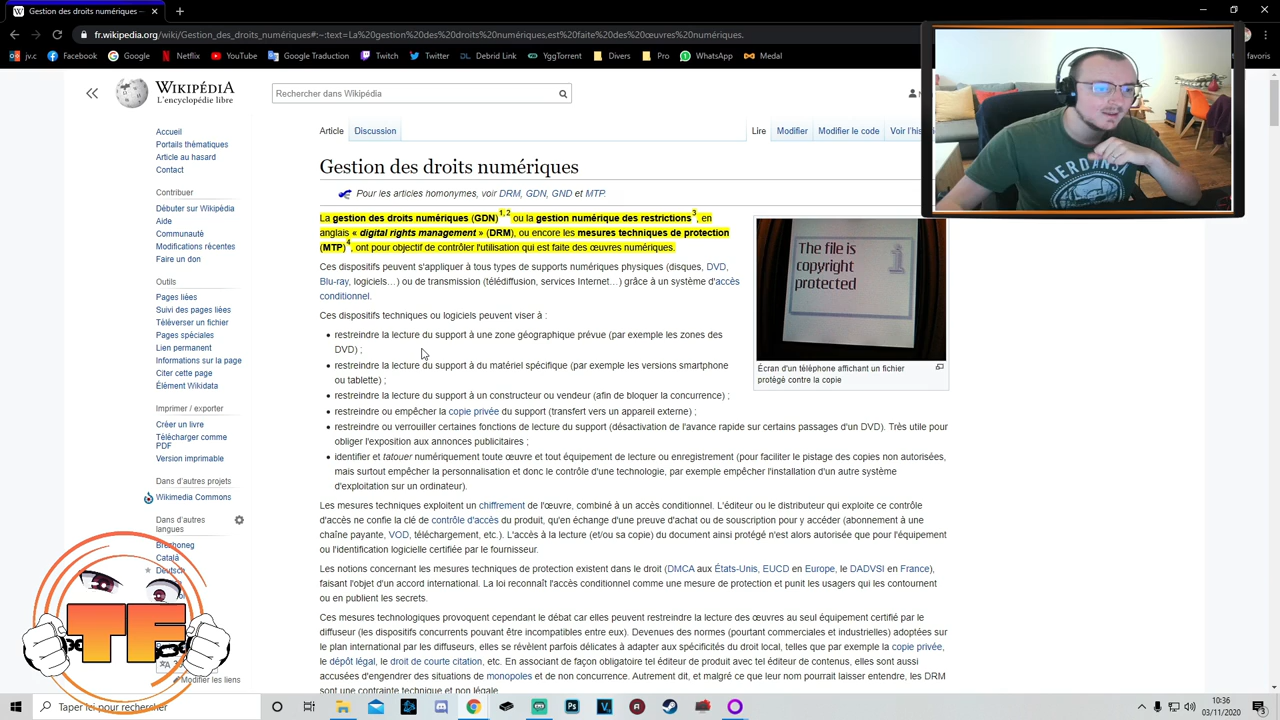 Gestion des droits numériques —
fr.wikipedia.org/wiki/Gestion_des_droits_numériques#:~:text=La%20gestion%20des%20droits%20numériques,est%20faite%20des%20œuvres%20numériques.
jv.c Google Netflix YouTube Google Traduction Twitch Twitter Debrid Link YggTorrent Divers Pro WhatsApp Medal favoris
WIKIPÉDIA
L'encyclopédie libre
Rechercher dans Wikipédia
Accueil
Portails thématiques
Article au hasard
Contact
Contribuer
Débuter sur Wikipédia
Aide
Communauté
Modifications récentes
Faire un don
Outils
Pages liées
Suivi des pages liées
Téléverser un fichier
Pages spéciales
Lien permanent
Informations sur la page
Citer cette page
Élément Wikidata
Imprimer / exporter
Créer un livre
Télécharger comme
PDF
Version imprimable
Dans d'autres projets
Wikimedia Commons
Dans d'autres
langues
Brezhoneg
Català
Deutsch
Modifier les liens
Article Discussion Lire Modifier Modifier le code Voir l'hist
Gestion des droits numériques
Pour les articles homonymes, voir DRM, GDN, GND et MTP.
La gestion des droits numériques (GDN)1,2 ou la gestion numérique des restrictions3, en
anglais « digital rights management » (DRM), ou encore les mesures techniques de protection
(MTP)4, ont pour objectif de contrôler l'utilisation qui est faite des œuvres numériques.
Ces dispositifs peuvent s'appliquer à tous types de supports numériques physiques (disques, DVD,
Blu-ray, logiciels…) ou de transmission (télédiffusion, services Internet…) grâce à un système d'accès
conditionnel.
Ces dispositifs techniques ou logiciels peuvent viser à :
• restreindre la lecture du support à une zone géographique prévue (par exemple les zones des
DVD) ;
• restreindre la lecture du support à du matériel spécifique (par exemple les versions smartphone
ou tablette) ;
• restreindre la lecture du support à un constructeur ou vendeur (afin de bloquer la concurrence) ;
• restreindre ou empêcher la copie privée du support (transfert vers un appareil externe) ;
• restreindre ou verrouiller certaines fonctions de lecture du support (désactivation de l'avance rapide sur certains passages d'un DVD). Très utile pour
obliger l'exposition aux annonces publicitaires ;
• identifier et tatouer numériquement toute œuvre et tout équipement de lecture ou enregistrement (pour faciliter le pistage des copies non autorisées,
mais surtout empêcher la personnalisation et donc le contrôle d'une technologie, par exemple empêcher l'installation d'un autre système
d'exploitation sur un ordinateur).
Les mesures techniques exploitent un chiffrement de l'œuvre, combiné à un accès conditionnel. L'éditeur ou le distributeur qui exploite ce contrôle
d'accès ne confie la clé de contrôle d'accès du produit, qu'en échange d'une preuve d'achat ou de souscription pour y accéder (abonnement à une
chaîne payante, VOD, téléchargement, etc.). L'accès à la lecture (et/ou sa copie) du document ainsi protégé n'est alors autorisée que pour l'équipement
ou l'identification logicielle certifiée par le fournisseur.
Les notions concernant les mesures techniques de protection existent dans le droit (DMCA aux États-Unis, EUCD en Europe, le DADVSI en France),
faisant l'objet d'un accord international. La loi reconnaît l'accès conditionnel comme une mesure de protection et punit les usagers qui les contournent
ou en publient les secrets.
Ces mesures technologiques provoquent cependant le débat car elles peuvent restreindre la lecture des œuvres au seul équipement certifié par le
diffuseur (les dispositifs concurrents pouvant être incompatibles entre eux). Devenues des normes (pourtant commerciales et industrielles) adoptées sur
le plan international par les diffuseurs, elles se révèlent parfois délicates à adapter aux spécificités du droit local, telles que par exemple la copie privée,
le dépôt légal, le droit de courte citation, etc. En associant de façon obligatoire tel éditeur de produit avec tel éditeur de contenus, elles sont aussi
accusées d'engendrer des situations de monopoles et de non concurrence. Autrement dit, et malgré ce que leur nom pourrait laisser entendre, les DRM
sont une contrainte technique et non légale.
The file is
copyright
protected
Écran d'un téléphone affichant un fichier
protégé contre la copie
VERDANSK
TF
Taper ici pour rechercher
10:36
03/11/2020